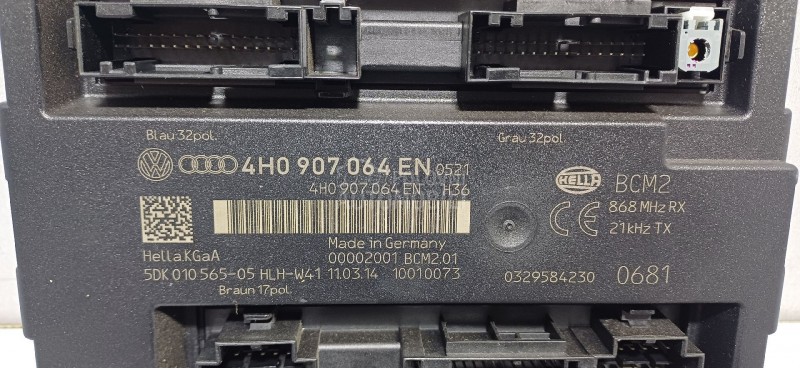 Blau 32pol.
Grau 32pol.
4H0 907 064 EN 0521
4H0 907 064 EN H36
HELLA
BCM2
868 MHz RX
21 kHz TX
Made in Germany
Hella.KGaA
00002001 BCM2.01
5DK 010 565-05 HLH-W41 11.03.14 10010073
0329584230 0681
Braun 17pol.